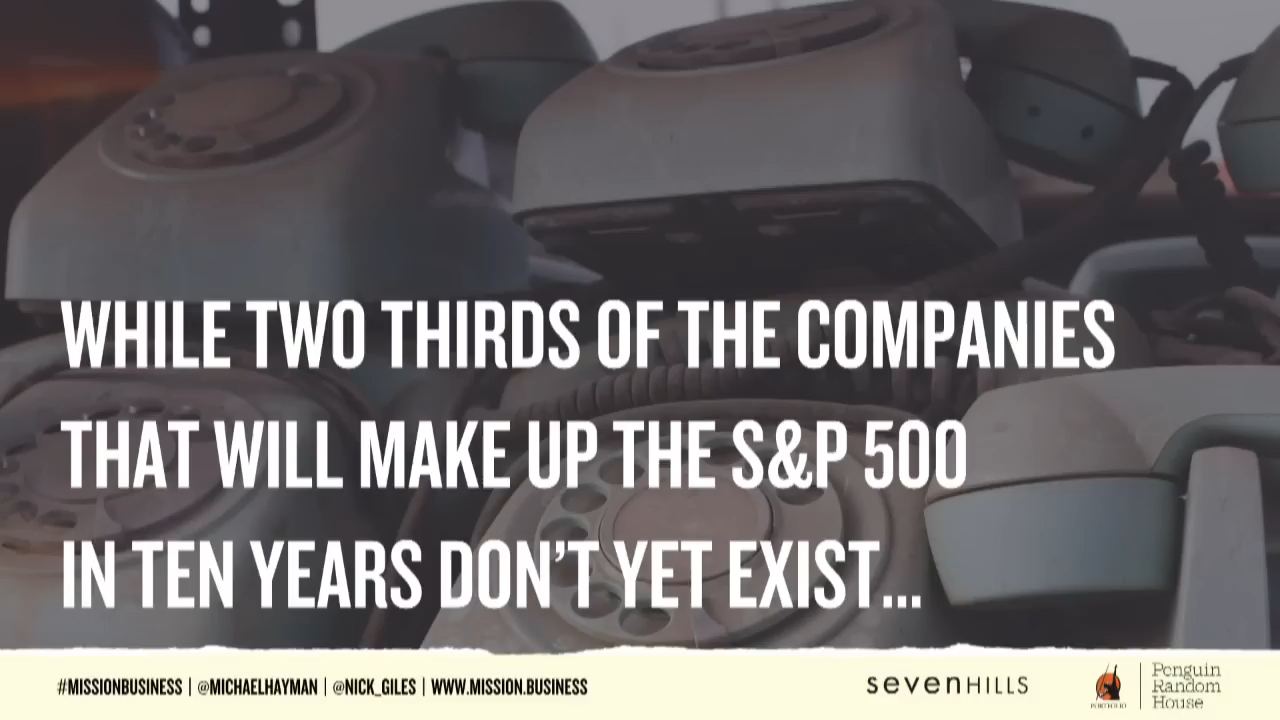 WHILE TWO THIRDS OF THE COMPANIES
THAT WILL MAKE UP THE S&P 500
IN TEN YEARS DON'T YET EXIST...
#MISSIONBUSINESS | @MICHAELHAYMAN | @NICK_GILES | WWW.MISSION.BUSINESS
sevenHILLS
PORTFOLIO
Penguin
Random
House